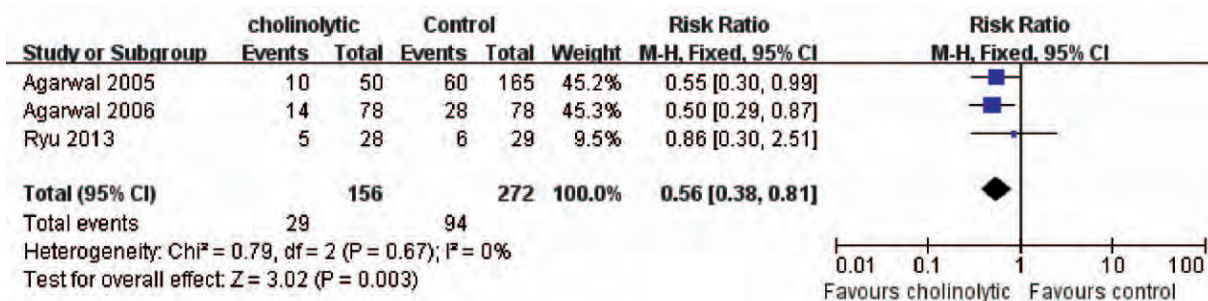 cholinolytic Control Risk Ratio Risk Ratio
Study or Subgroup Events Total Events Total Weight M-H, Fixed, 95% CI M-H, Fixed, 95% CI
Agarwal 2005 10 50 60 165 45.2% 0.55 [0.30, 0.99]
Agarwal 2006 14 78 28 78 45.3% 0.50 [0.29, 0.87]
Ryu 2013 5 28 6 29 9.5% 0.86 [0.30, 2.51]
Total (95% CI) 156 272 100.0% 0.56 [0.38, 0.81]
Total events 29 94
Heterogeneity: Chi² = 0.79, df = 2 (P = 0.67); I² = 0%
Test for overall effect: Z = 3.02 (P = 0.003)
0.01 0.1 1 10 100
Favours cholinolytic Favours control